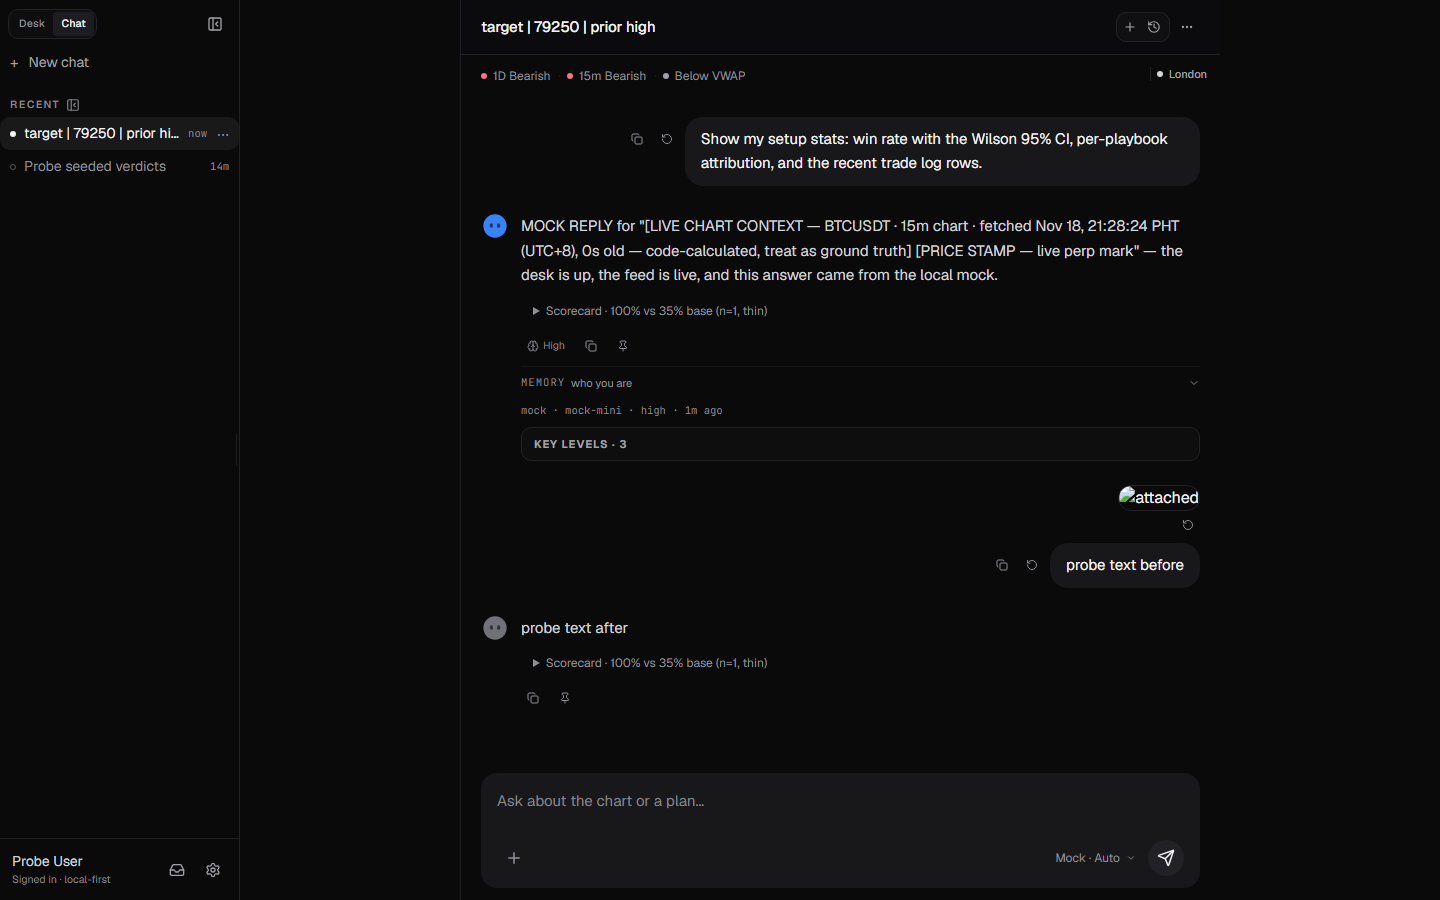 Desk Chat
+ New chat
RECENT
target | 79250 | prior hi... now ...
Probe seeded verdicts 14m
Probe User
Signed in · local-first
target | 79250 | prior high
1D Bearish · 15m Bearish · Below VWAP
London
Show my setup stats: win rate with the Wilson 95% CI, per-playbook
attribution, and the recent trade log rows.
MOCK REPLY for "[LIVE CHART CONTEXT — BTCUSDT · 15m chart · fetched Nov 18, 21:28:24 PHT
(UTC+8), 0s old — code-calculated, treat as ground truth] [PRICE STAMP — live perp mark" — the
desk is up, the feed is live, and this answer came from the local mock.
Scorecard · 100% vs 35% base (n=1, thin)
High
MEMORY who you are
mock · mock-mini · high · 1m ago
KEY LEVELS · 3
attached
probe text before
probe text after
Scorecard · 100% vs 35% base (n=1, thin)
Ask about the chart or a plan...
Mock · Auto